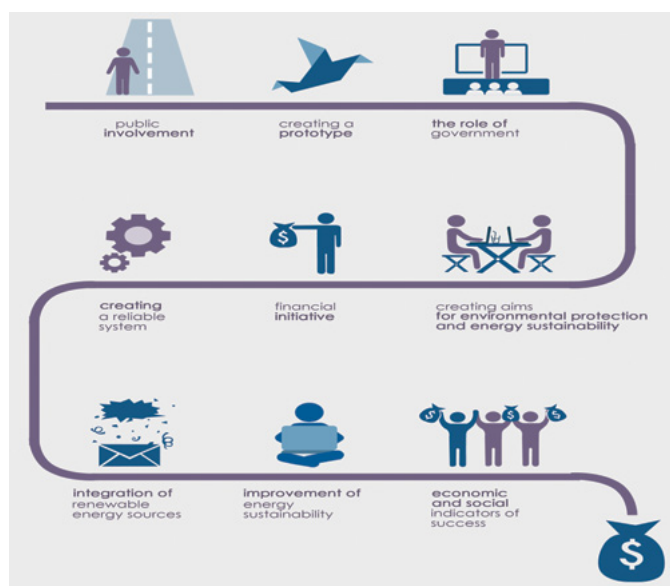 public
involvement
creating a
prototype
the role of
government
creating
a reliable
system
financial
initiative
creating aims
for environmental protection
and energy sustainability
integration of
renewable
energy sources
improvement of
energy
sustainability
economic
and social
indicators of
success
$
$
$
$
$